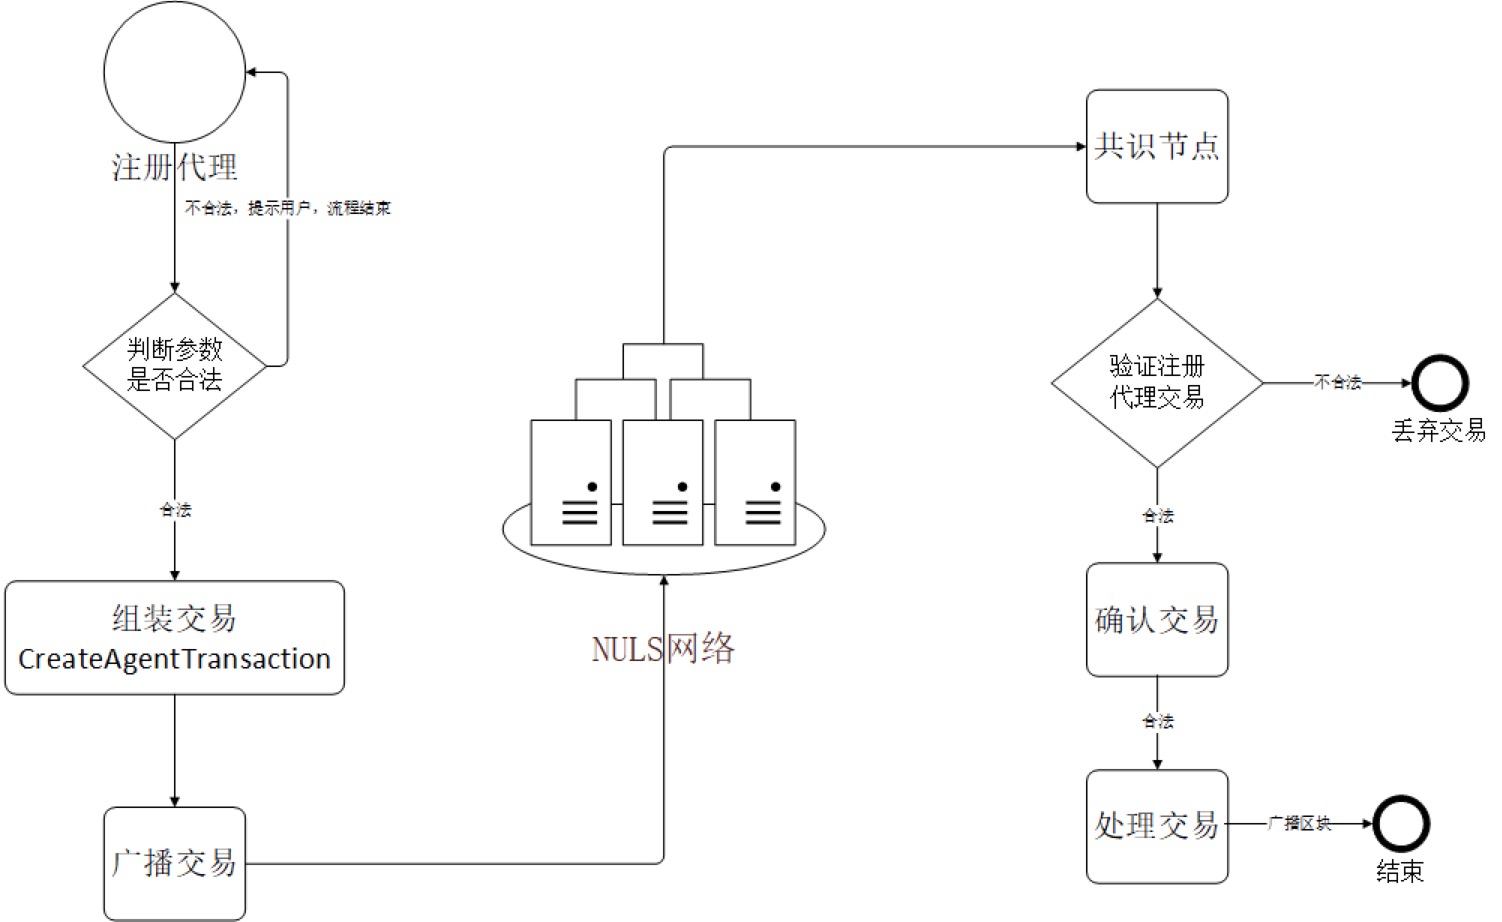 注册代理
不合法，提示用户，流程结束
判断参数
是否合法
合法
组装交易
CreateAgentTransaction
广播交易
NULS网络
共识节点
验证注册
代理交易
不合法
丢弃交易
合法
确认交易
合法
处理交易
广播区块
结束